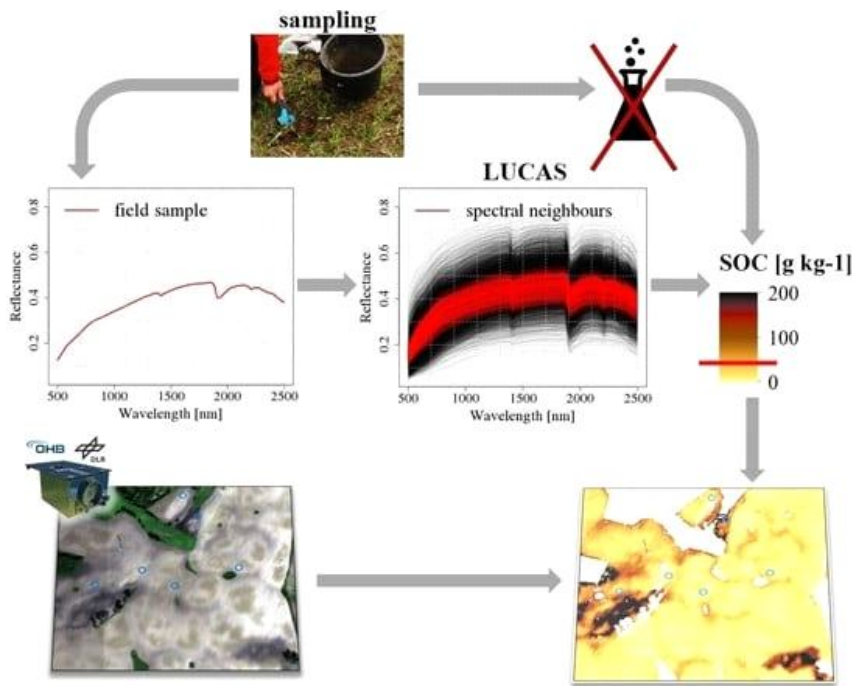 sampling
LUCAS
field sample
Reflectance
0.8
0.6
0.4
0.2
500
1000
1500
2000
2500
Wavelength [nm]
spectral neighbours
Reflectance
0.8
0.6
0.4
0.2
500
1000
1500
2000
2500
Wavelength [nm]
SOC [g kg-1]
200
100
0
OHB
DLR